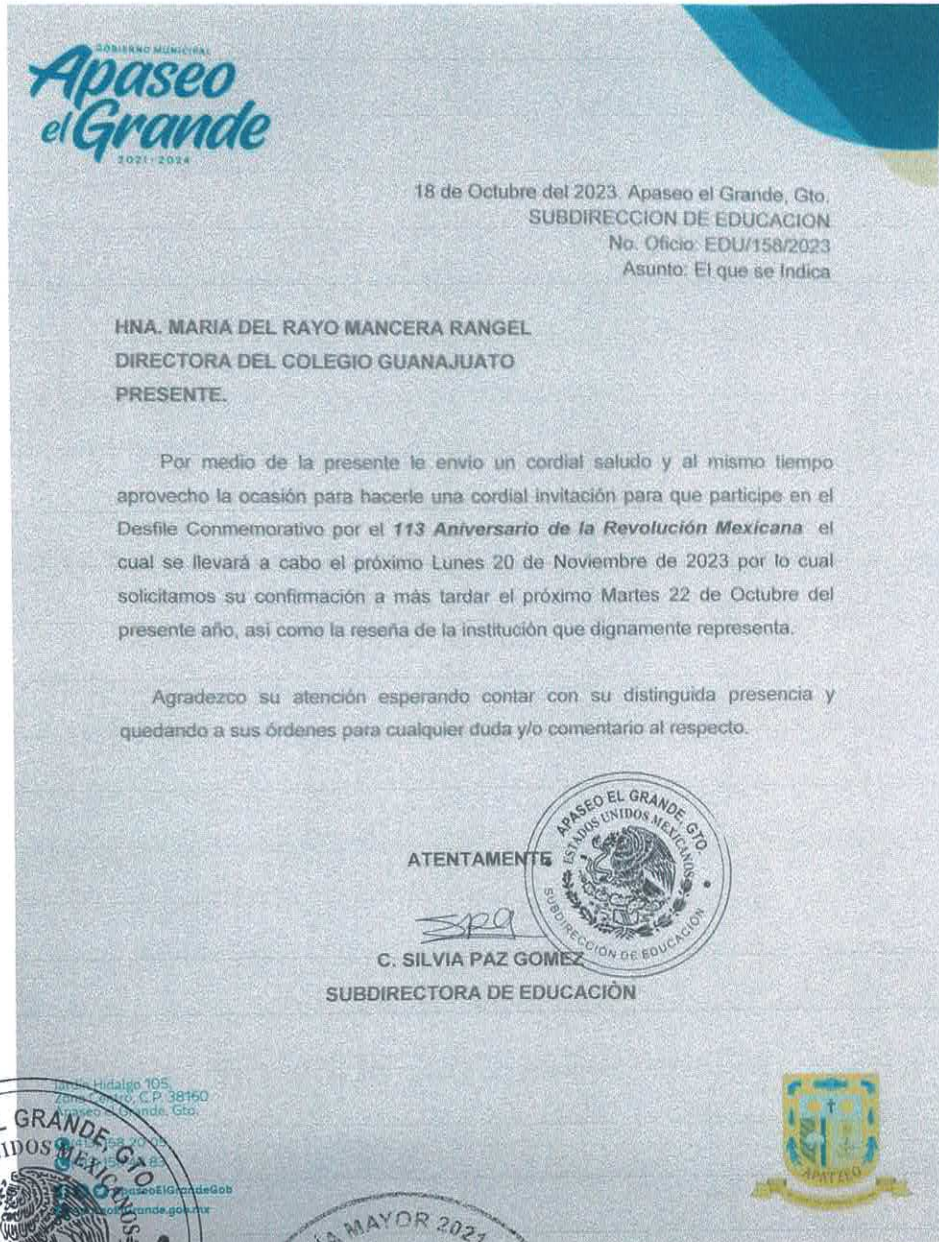 GOBIERNO MUNICIPAL
Apaseo
el Grande
2021-2024
18 de Octubre del 2023. Apaseo el Grande, Gto.
SUBDIRECCION DE EDUCACION
No. Oficio: EDU/158/2023
Asunto: El que se Indica
HNA. MARIA DEL RAYO MANCERA RANGEL
DIRECTORA DEL COLEGIO GUANAJUATO
PRESENTE.
Por medio de la presente le envio un cordial saludo y al mismo tiempo
aprovecho la ocasión para hacerle una cordial invitación para que participe en el
Desfile Conmemorativo por el 113 Aniversario de la Revolución Mexicana el
cual se llevará a cabo el próximo Lunes 20 de Noviembre de 2023 por lo cual
solicitamos su confirmación a más tardar el próximo Martes 22 de Octubre del
presente año, asi como la reseña de la institución que dignamente representa.
Agradezco su atención esperando contar con su distinguida presencia y
quedando a sus órdenes para cualquier duda y/o comentario al respecto.
APASEO EL GRANDE, GTO.
ESTADOS UNIDOS MEXICANOS
SUBDIRECCIÓN DE EDUCACIÓN
ATENTAMENTE
C. SILVIA PAZ GOMEZ
SUBDIRECTORA DE EDUCACIÒN
Jardín Hidalgo 105,
Zona Centro, C.P. 38160
Apaseo el Grande, Gto.
158 20 05
ApaseoElGrandeGob
GRANDE, GTO
MEXICANOS
MAYOR 2021
APATZEO